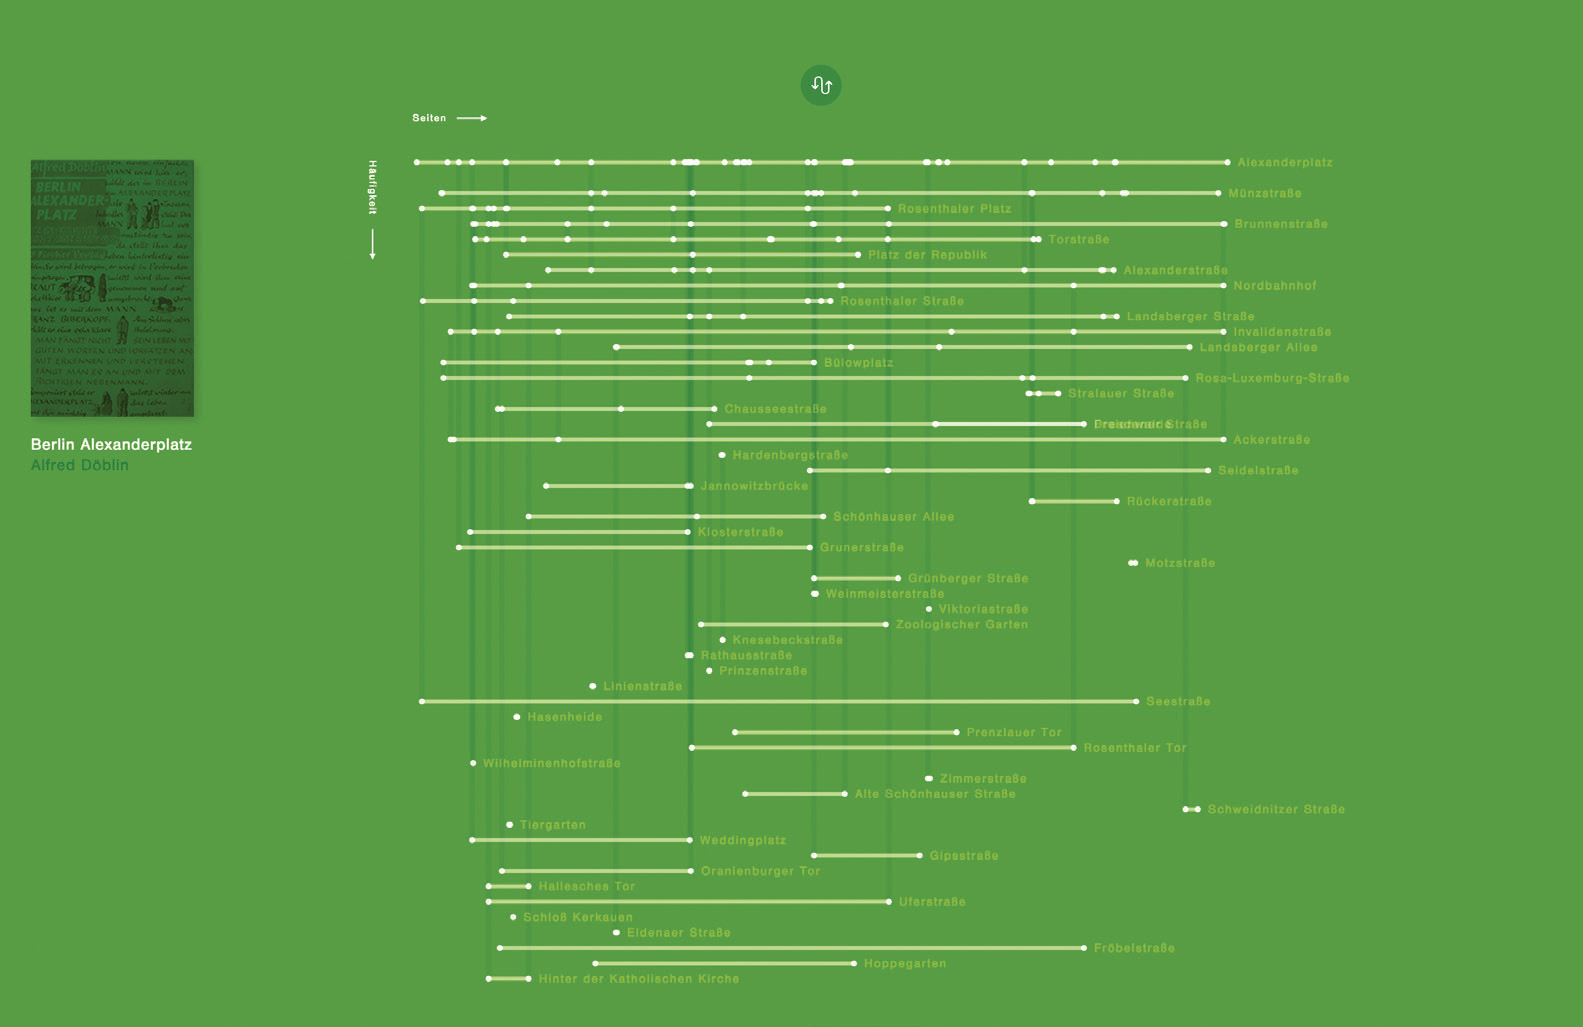 Seiten
Häufigkeit
Alexanderplatz
Münzstraße
Rosenthaler Platz
Brunnenstraße
Torstraße
Platz der Republik
Alexanderstraße
Nordbahnhof
Rosenthaler Straße
Landsberger Straße
Invalidenstraße
Landsberger Allee
Bülowplatz
Rosa-Luxemburg-Straße
Stralauer Straße
Chausseestraße
Straße
Ackerstraße
Hardenbergstraße
Seidelstraße
Jannowitzbrücke
Rückerstraße
Schönhauser Allee
Klosterstraße
Grunerstraße
Motzstraße
Grünberger Straße
Weinmeisterstraße
Viktoriastraße
Zoologischer Garten
Knesebeckstraße
Rathausstraße
Prinzenstraße
Linienstraße
Seestraße
Hasenheide
Prenzlauer Tor
Rosenthaler Tor
Wilhelminenhofstraße
Zimmerstraße
Alte Schönhauser Straße
Schweidnitzer Straße
Tiergarten
Weddingplatz
Gipsstraße
Oranienburger Tor
Hallesches Tor
Uferstraße
Schloß Kerkauen
Eldenaer Straße
Fröbelstraße
Hoppegarten
Hinter der Katholischen Kirche
Alfred Döblin
BERLIN
ALEXANDER-
PLATZ
Berlin Alexanderplatz
Alfred Döblin